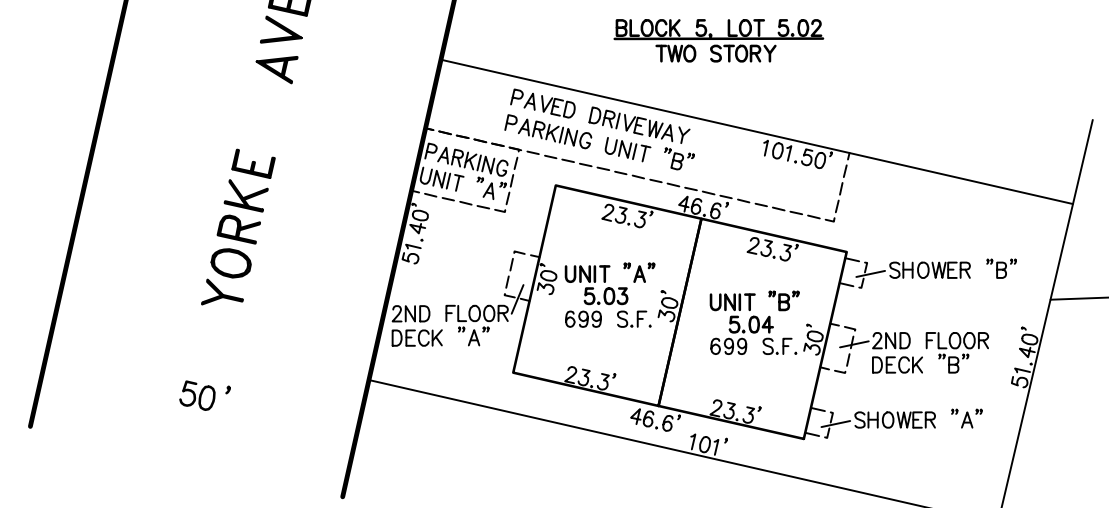 BLOCK 5, LOT 5.02
TWO STORY
YORKE AVE
50'
PAVED DRIVEWAY
PARKING UNIT "B"
101.50'
PARKING
UNIT "A"
51.40'
46.6'
23.3'
23.3'
UNIT "A"
5.03
699 S.F.
30'
30'
UNIT "B"
5.04
699 S.F.
30'
SHOWER "B"
2ND FLOOR
DECK "A"
2ND FLOOR
DECK "B"
51.40'
23.3'
23.3'
SHOWER "A"
46.6'
101'